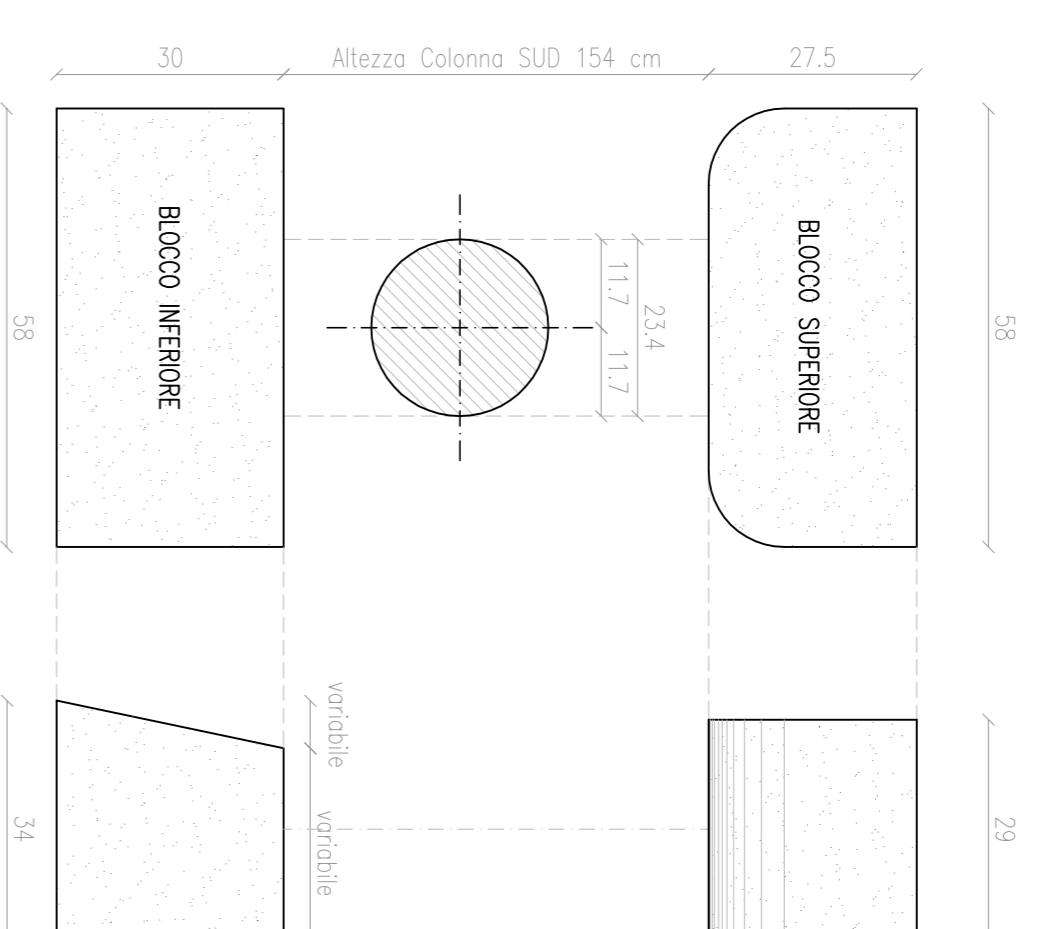 30
Altezza Colonna SUD 154 cm
27.5
BLOCCO INFERIORE
BLOCCO SUPERIORE
11.7
11.7
23.4
58
58
variabile
variabile
34
29